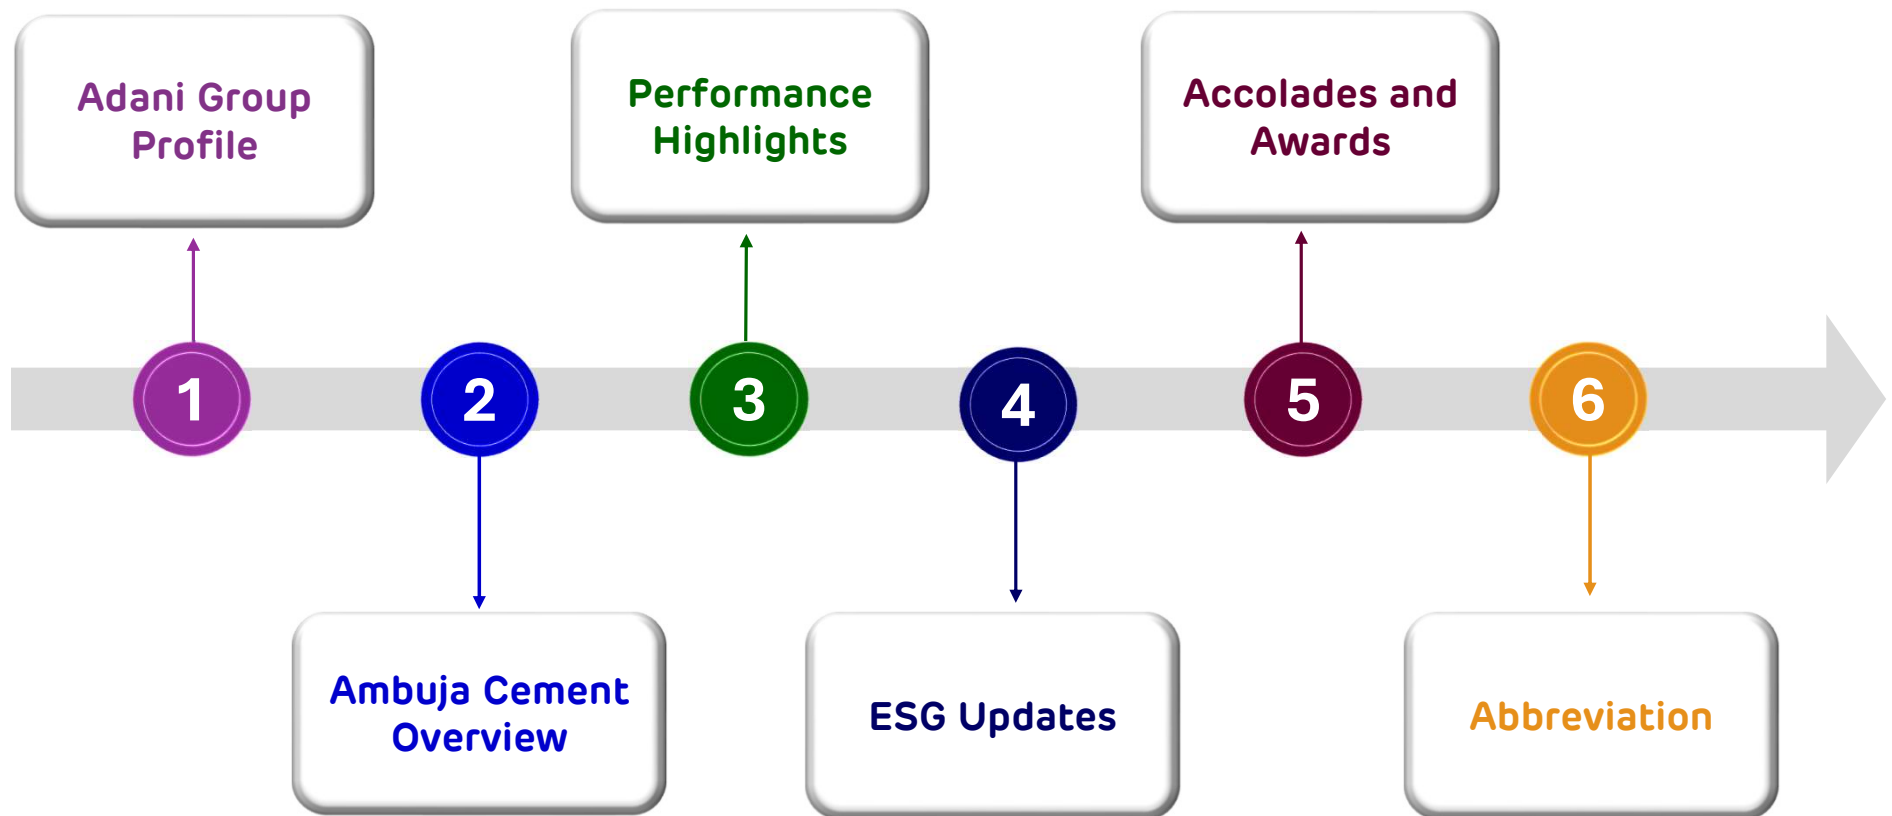 Adani Group
Profile
Performance
Highlights
Accolades and
Awards
1
2
3
4
5
6
Ambuja Cement
Overview
ESG Updates
Abbreviation